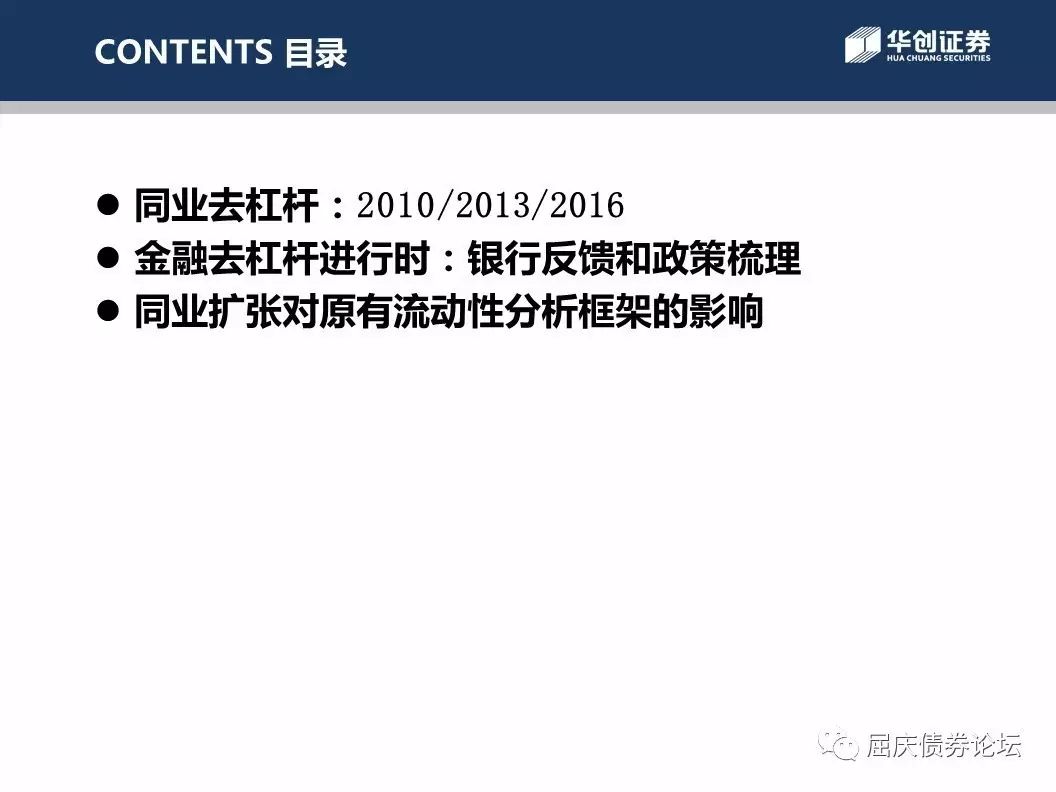 CONTENTS 目录
华创证券
HUA CHUANG SECURITIES
● 同业去杠杆：2010/2013/2016
● 金融去杠杆进行时：银行反馈和政策梳理
● 同业扩张对原有流动性分析框架的影响
屈庆债券论坛